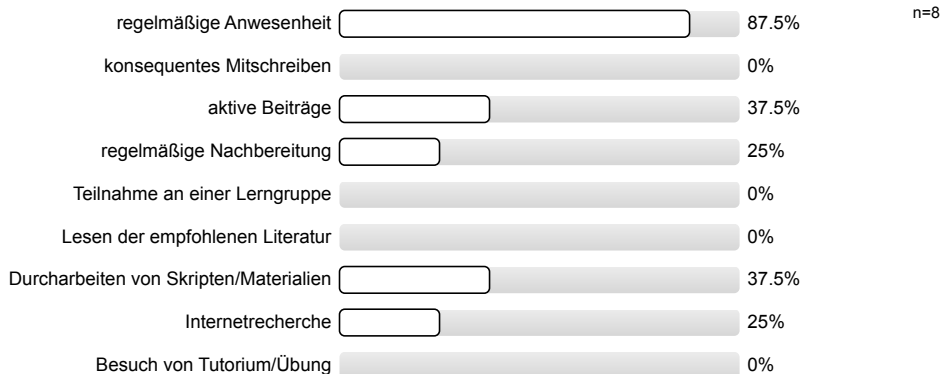 regelmäßige Anwesenheit 87.5% n=8
konsequentes Mitschreiben 0%
aktive Beiträge 37.5%
regelmäßige Nachbereitung 25%
Teilnahme an einer Lerngruppe 0%
Lesen der empfohlenen Literatur 0%
Durcharbeiten von Skripten/Materialien 37.5%
Internetrecherche 25%
Besuch von Tutorium/Übung 0%